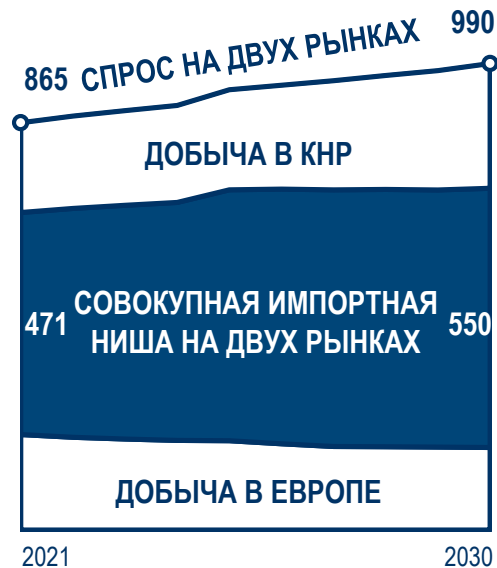 990
865 СПРОС НА ДВУХ РЫНКАХ
ДОБЫЧА В КНР
СОВОКУПНАЯ ИМПОРТНАЯ
471 НИША НА ДВУХ РЫНКАХ 550
ДОБЫЧА В ЕВРОПЕ
2021 2030